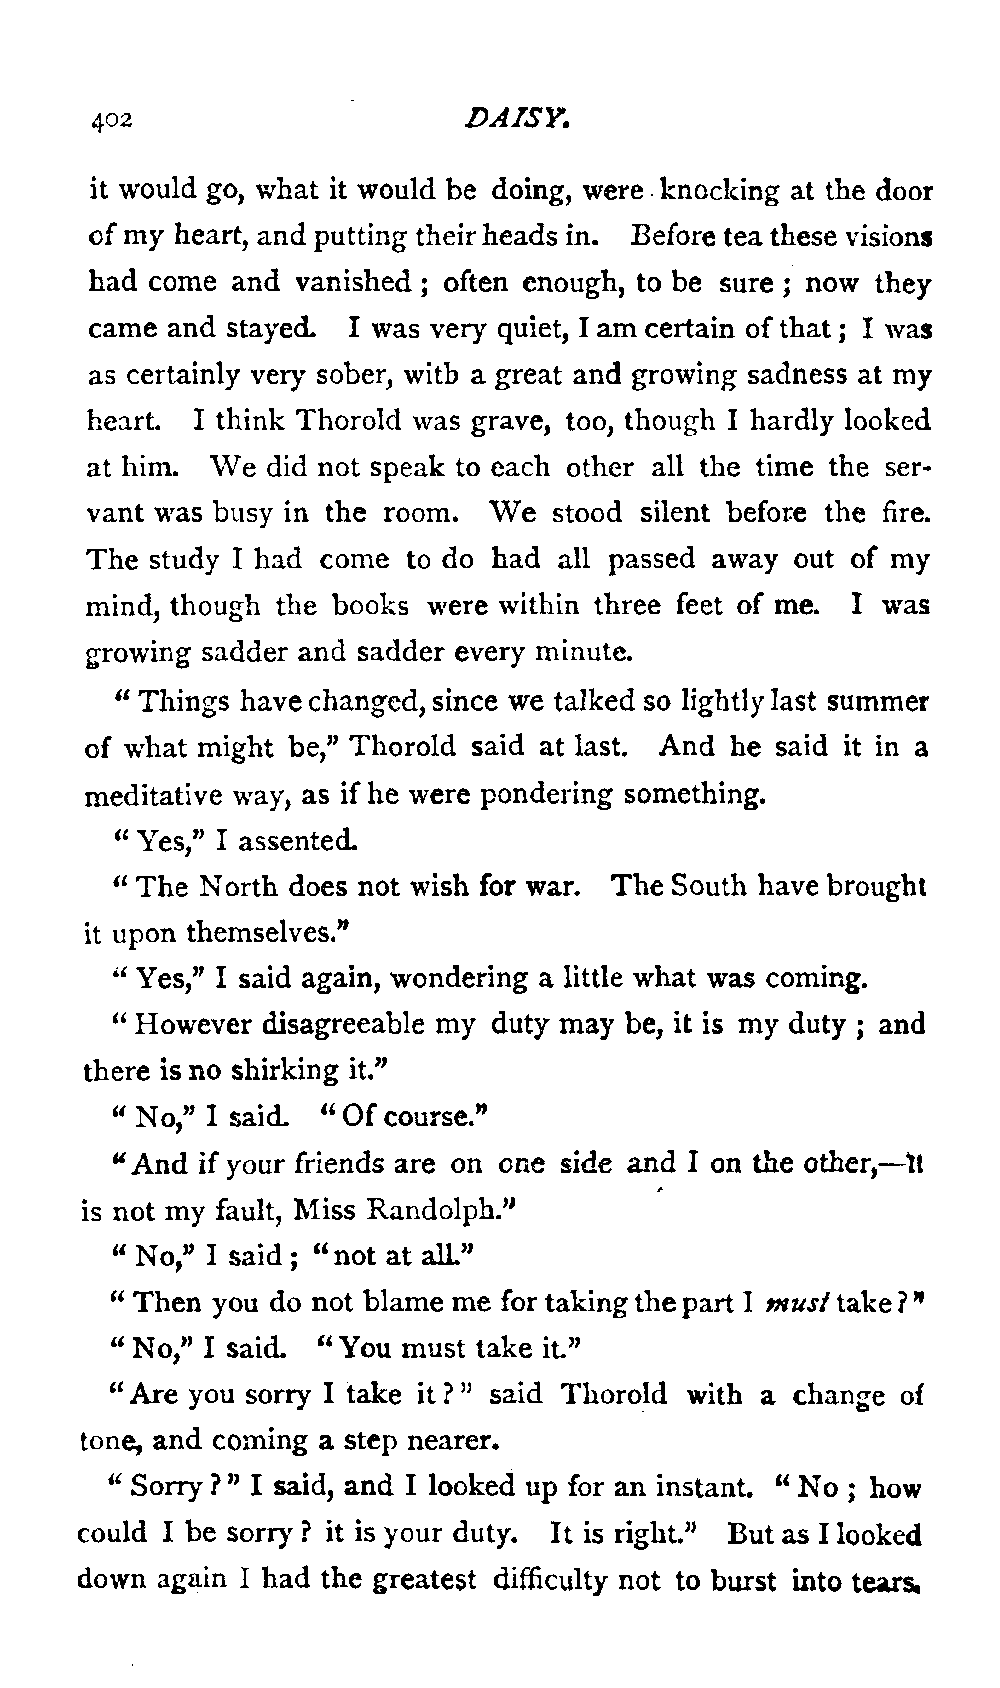 402 DAISY.
it would go, what it would be doing, were knocking at the door
of my heart, and putting their heads in. Before tea these visions
had come and vanished ; often enough, to be sure ; now they
came and stayed. I was very quiet, I am certain of that ; I was
as certainly very sober, with a great and growing sadness at my
heart. I think Thorold was grave, too, though I hardly looked
at him. We did not speak to each other all the time the ser-
vant was busy in the room. We stood silent before the fire.
The study I had come to do had all passed away out of my
mind, though the books were within three feet of me. I was
growing sadder and sadder every minute.
“ Things have changed, since we talked so lightly last summer
of what might be,” Thorold said at last. And he said it in a
meditative way, as if he were pondering something.
“ Yes,” I assented.
“ The North does not wish for war. The South have brought
it upon themselves.”
“ Yes,” I said again, wondering a little what was coming.
“ However disagreeable my duty may be, it is my duty ; and
there is no shirking it.”
“ No,” I said. “ Of course.”
“ And if your friends are on one side and I on the other,—it
is not my fault, Miss Randolph.”
“ No,” I said ; “ not at all.”
“ Then you do not blame me for taking the part I must take ? ”
“ No,” I said. “ You must take it.”
“ Are you sorry I take it ? ” said Thorold with a change of
tone, and coming a step nearer.
“ Sorry ? ” I said, and I looked up for an instant. “ No ; how
could I be sorry ? it is your duty. It is right.” But as I looked
down again I had the greatest difficulty not to burst into tears.